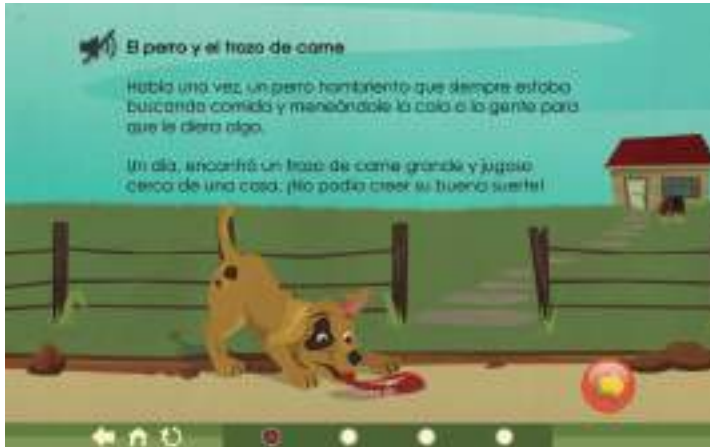 El perro y el trozo de carne
Había una vez, un perro hambriento que siempre estaba
buscando comida y meneándole la cola a la gente para
que le diera algo.
Un día, encontró un trozo de carne grande y jugoso
cerca de una casa. ¡No podía creer su buena suerte!